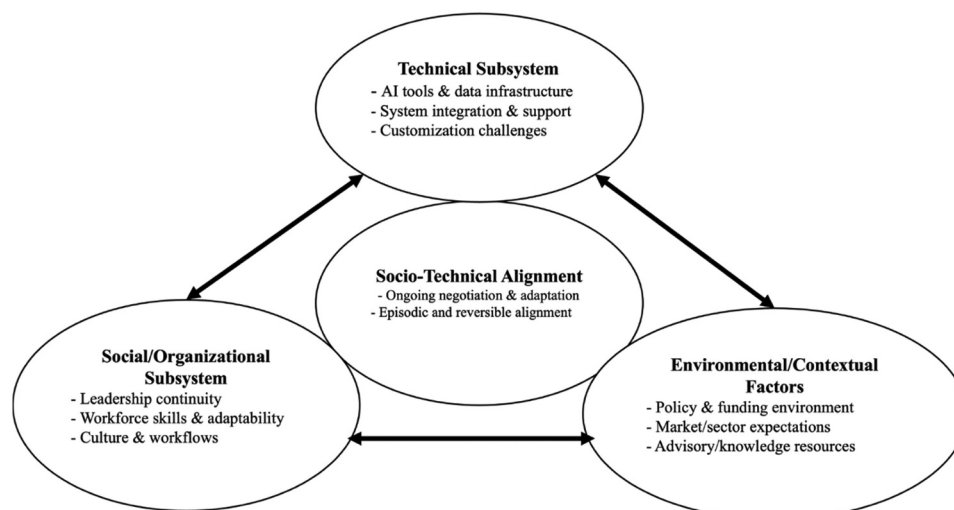 Technical Subsystem
- AI tools & data infrastructure
- System integration & support
- Customization challenges
Socio-Technical Alignment
- Ongoing negotiation & adaptation
- Episodic and reversible alignment
Social/Organizational
Subsystem
- Leadership continuity
- Workforce skills & adaptability
- Culture & workflows
Environmental/Contextual
Factors
- Policy & funding environment
- Market/sector expectations
- Advisory/knowledge resources